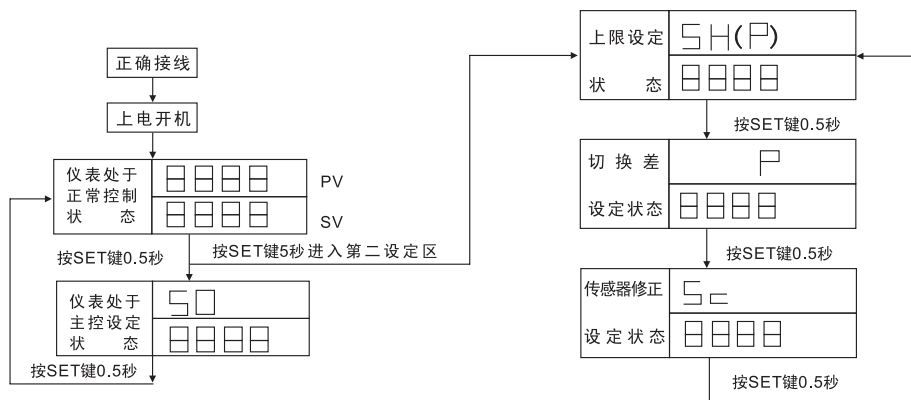 正确接线
上电开机
仪表处于
正常控制
状态
8888
PV
8888
SV
按SET键0.5秒
按SET键5秒进入第二设定区
仪表处于
主控设定
状态
SO
8888
按SET键0.5秒
上限设定
状态
SH(P)
8888
按SET键0.5秒
切换差
设定状态
P
8888
按SET键0.5秒
传感器修正
设定状态
Sc
8888
按SET键0.5秒